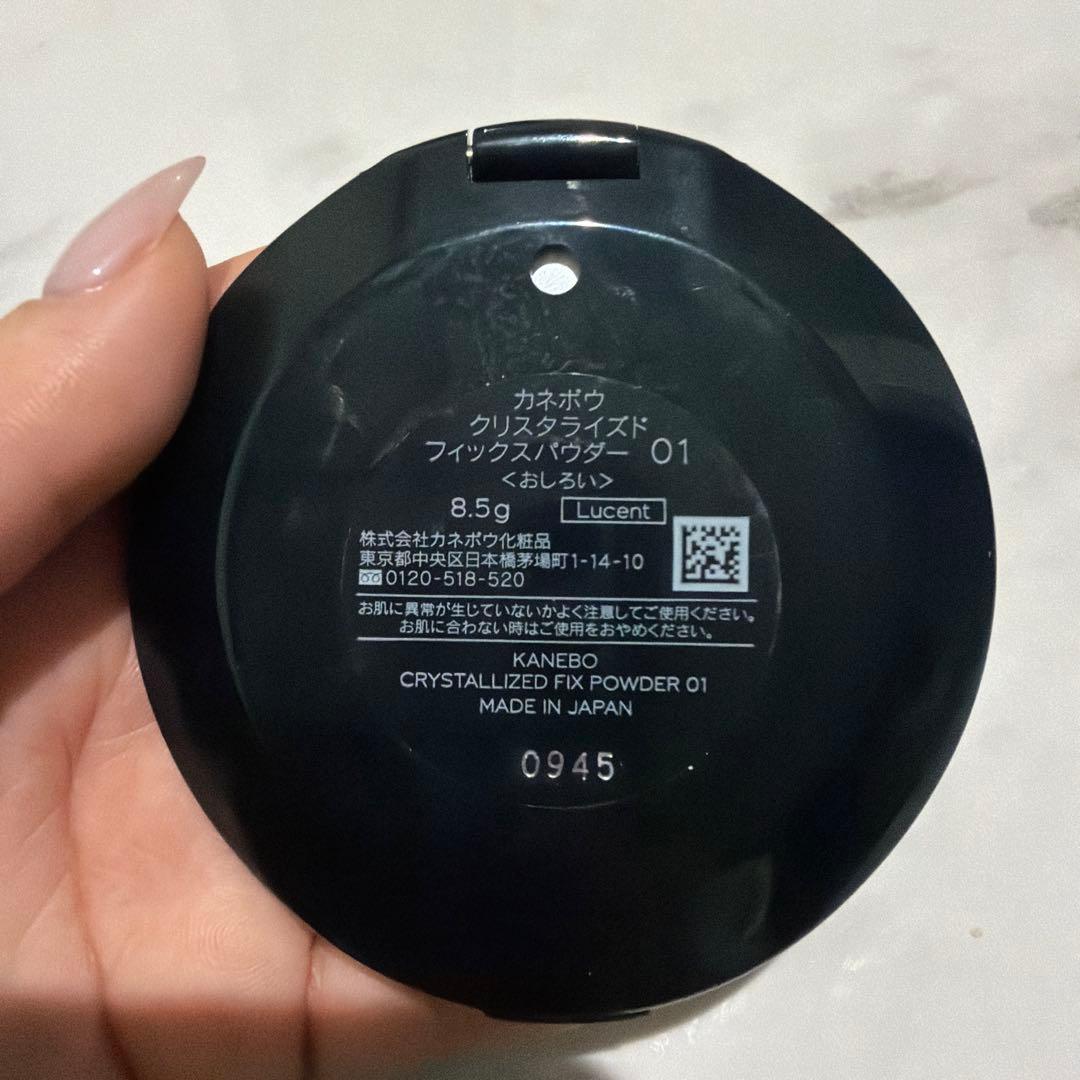 カネボウ
クリスタライズド
フィックスパウダー 01
<おしろい>
8.5g Lucent
株式会社カネボウ化粧品
東京都中央区日本橋茅場町1-14-10
0120-518-520
お肌に異常が生じていないかよく注意してご使用ください。
お肌に合わない時はご使用をおやめください。
KANEBO
CRYSTALLIZED FIX POWDER 01
MADE IN JAPAN
0945